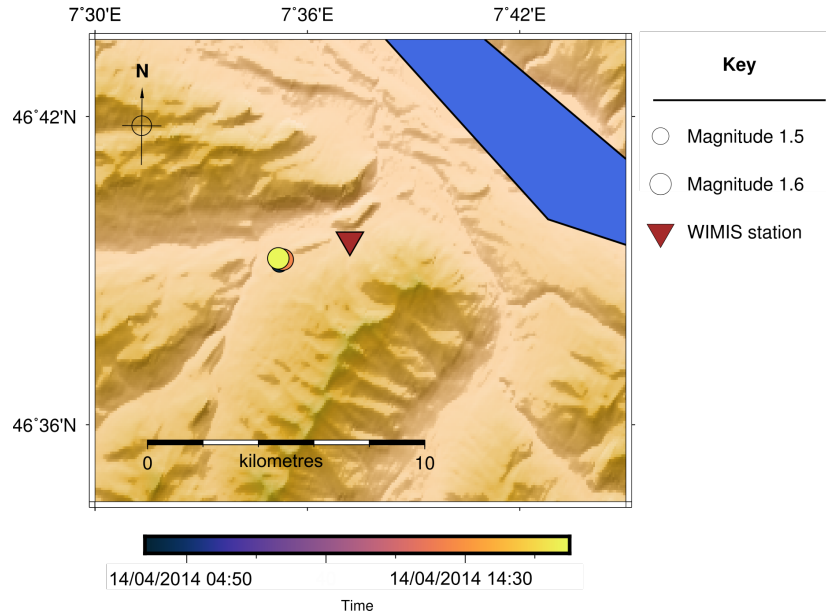 7°30'E 7°36'E 7°42'E
N
46°42'N
46°36'N
0 kilometres 10
Key
Magnitude 1.5
Magnitude 1.6
WIMIS station
14/04/2014 04:50 14/04/2014 14:30
Time